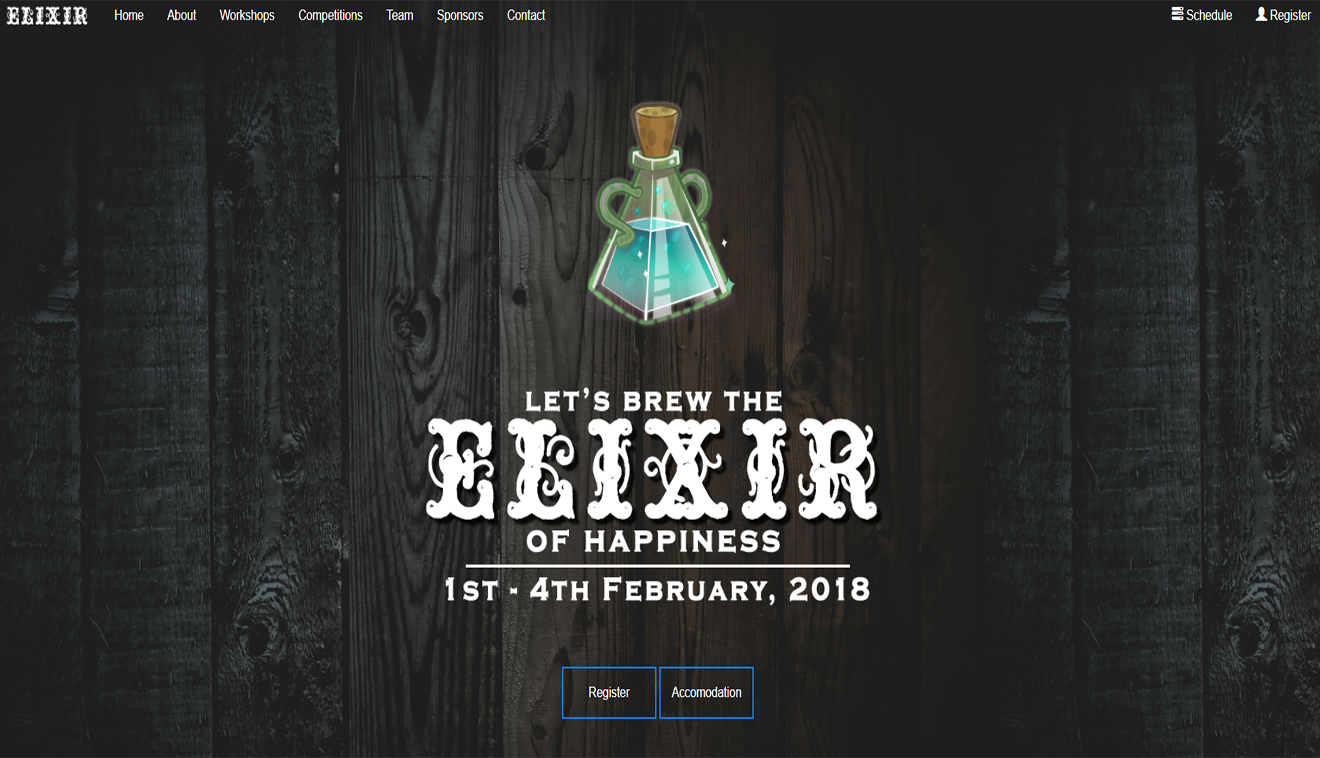 ELIXIR Home About Workshops Competitions Team Sponsors Contact Schedule Register
LET'S BREW THE
ELIXIR
OF HAPPINESS
1ST - 4TH FEBRUARY, 2018
Register Accomodation